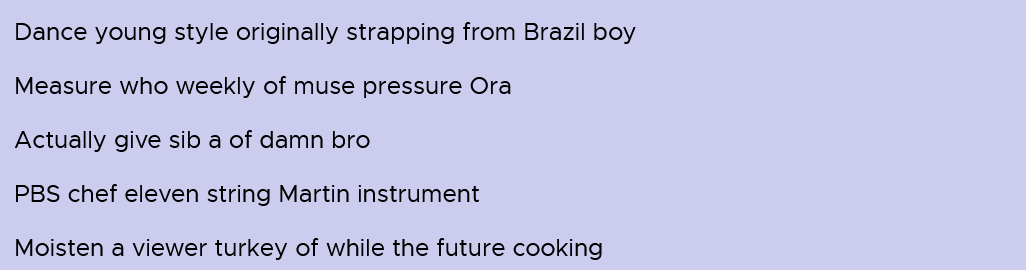 Dance young style originally strapping from Brazil boy
Measure who weekly of muse pressure Ora
Actually give sib a of damn bro
PBS chef eleven string Martin instrument
Moisten a viewer turkey of while the future cooking